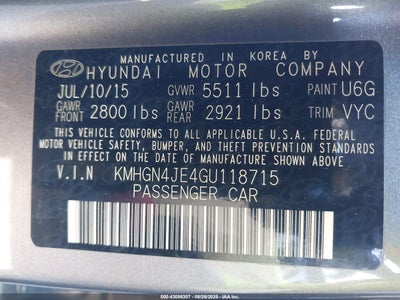 MANUFACTURED IN KOREA BY
HYUNDAI MOTOR COMPANY
JUL/10/15 GVWR 5511 lbs PAINT U6G
GAWR FRONT 2800 lbs GAWR REAR 2921 lbs TRIM VYC
THIS VEHICLE CONFORMS TO ALL APPLICABLE U.S.A. FEDERAL
MOTOR VEHICLE SAFETY, BUMPER, AND THEFT PREVENTION STANDARDS
IN EFFECT ON THE DATE OF MANUFACTURE SHOWN ABOVE.
V.I.N KMHGN4JE4GU118715
PASSENGER CAR